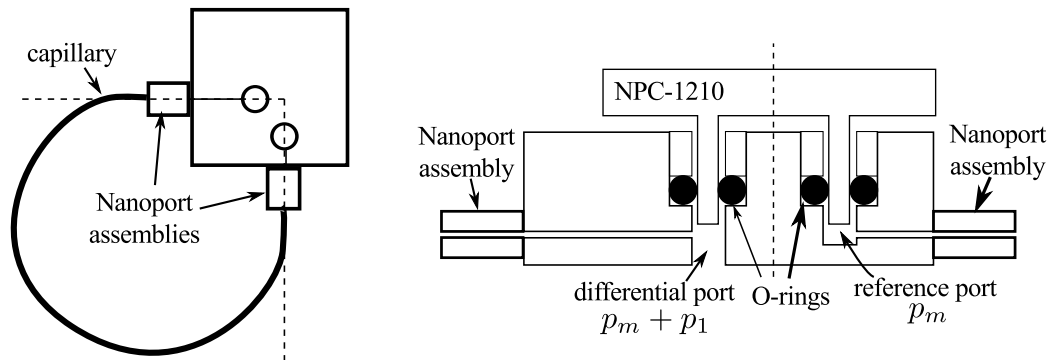 capillary
Nanoport
assemblies
NPC-1210
Nanoport
assembly
Nanoport
assembly
differential port
p_m + p_1
O-rings
reference port
p_m